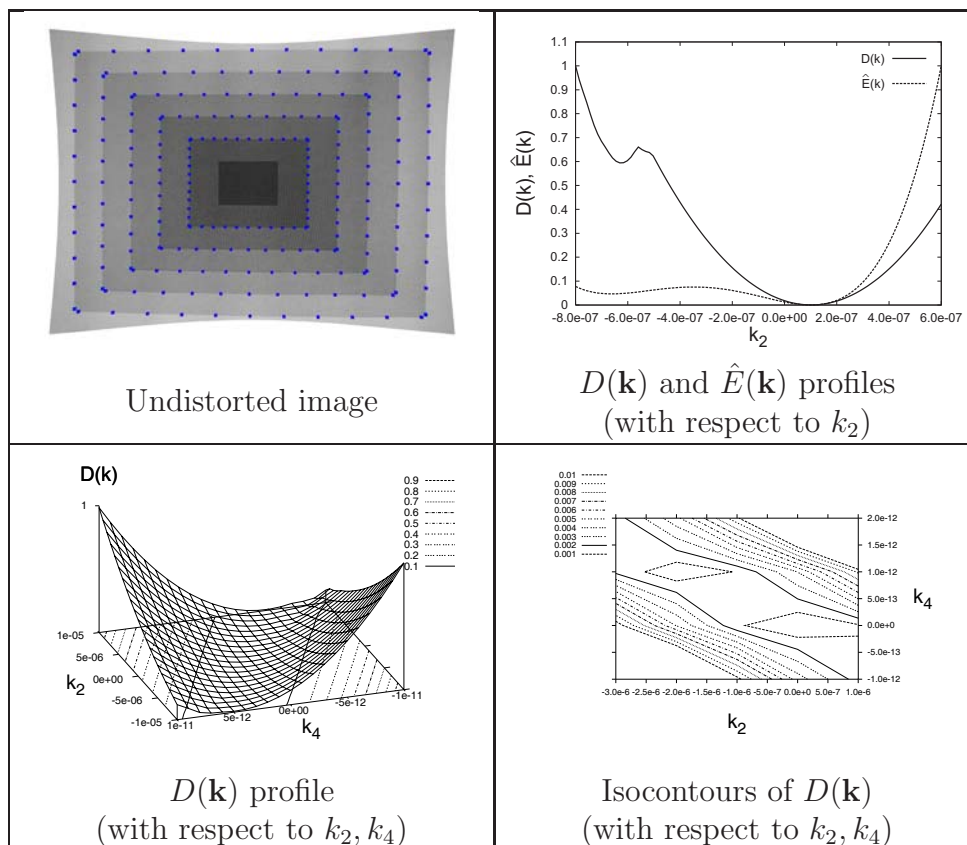 Undistorted image
1.1
1
0.9
0.8
0.7
0.6
0.5
0.4
0.3
0.2
0.1
0
D(k), Ê(k)
D(k)
Ê(k)
-8.0e-07 -6.0e-07 -4.0e-07 -2.0e-07 0.0e+00 2.0e-07 4.0e-07 6.0e-07
k2
D(k) and Ê(k) profiles
(with respect to k2)
D(k)
1
0.9
0.8
0.7
0.6
0.5
0.4
0.3
0.2
0.1
1e-05
5e-06
0e+00
-5e-06
-1e-05
k2
1e-11
5e-12
0e+00
-5e-12
-1e-11
k4
D(k) profile
(with respect to k2, k4)
0.01
0.009
0.008
0.007
0.006
0.005
0.004
0.003
0.002
0.001
2.0e-12
1.5e-12
1.0e-12
5.0e-13
0.0e+0
-5.0e-13
-1.0e-12
k4
-3.0e-6 -2.5e-6 -2.0e-6 -1.5e-6 -1.0e-6 -5.0e-7 0.0e+0 5.0e-7 1.0e-6
k2
Isocontours of D(k)
(with respect to k2, k4)